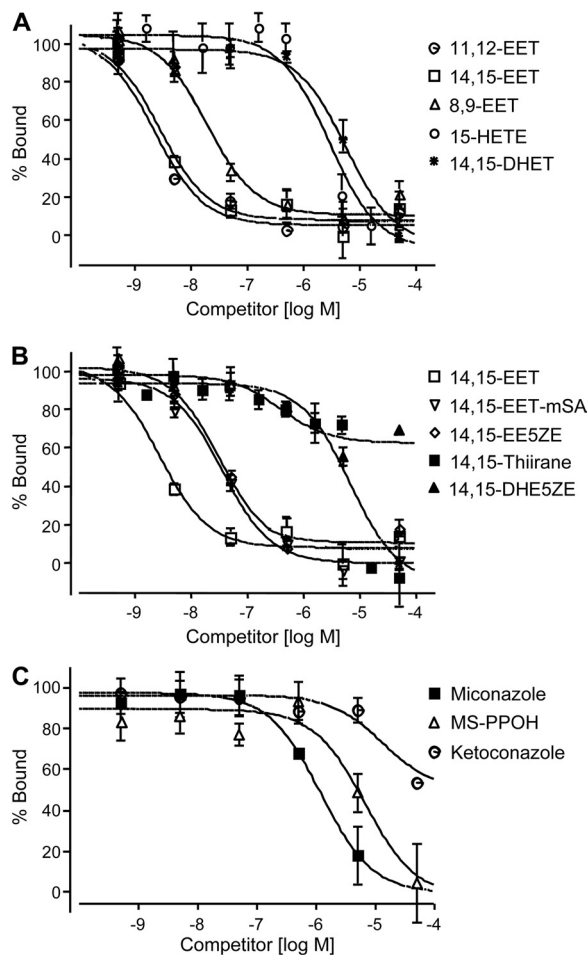 A
% Bound
100
80
60
40
20
0
-9 -8 -7 -6 -5 -4
Competitor [log M]
11,12-EET
14,15-EET
8,9-EET
15-HETE
14,15-DHET
B
% Bound
100
80
60
40
20
0
-9 -8 -7 -6 -5 -4
Competitor [log M]
14,15-EET
14,15-EET-mSA
14,15-EE5ZE
14,15-Thiirane
14,15-DHE5ZE
C
% Bound
100
80
60
40
20
0
-9 -8 -7 -6 -5 -4
Competitor [log M]
Miconazole
MS-PPOH
Ketoconazole